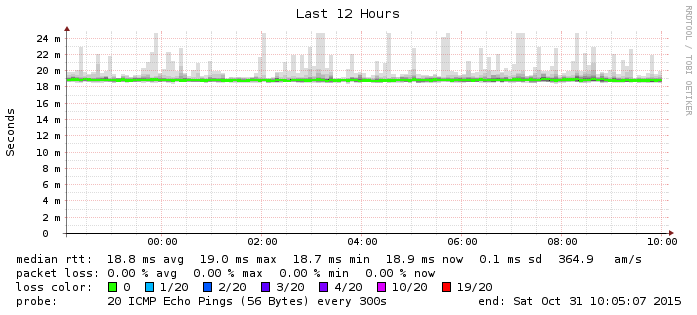 Last 12 Hours
RRDTOOL / TOBI OETIKER
Seconds
24 m
22 m
20 m
18 m
16 m
14 m
12 m
10 m
8 m
6 m
4 m
2 m
0
00:00 02:00 04:00 06:00 08:00 10:00
median rtt: 18.8 ms avg 19.0 ms max 18.7 ms min 18.9 ms now 0.1 ms sd 364.9 am/s
packet loss: 0.00 % avg 0.00 % max 0.00 % min 0.00 % now
loss color: 0 1/20 2/20 3/20 4/20 10/20 19/20
probe: 20 ICMP Echo Pings (56 Bytes) every 300s end: Sat Oct 31 10:05:07 2015